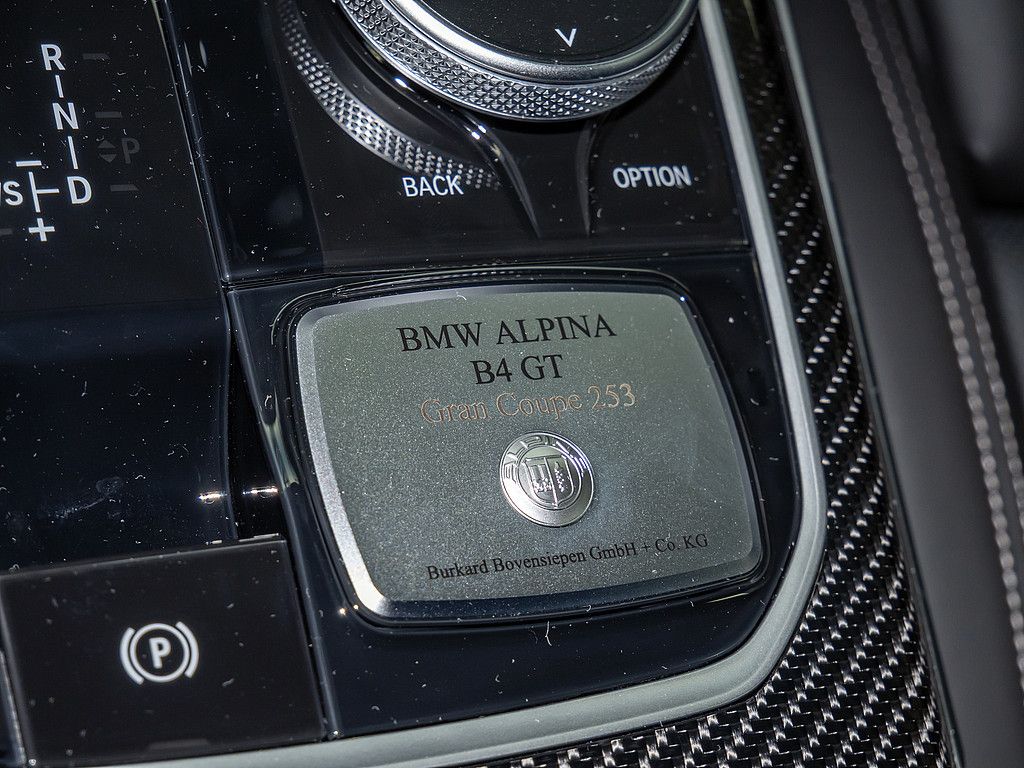 R
N
P
/S
D
+
BACK
OPTION
BMW ALPINA
B4 GT
Gran Coupe 253
Burkard Bovensiepen GmbH + Co. KG
P